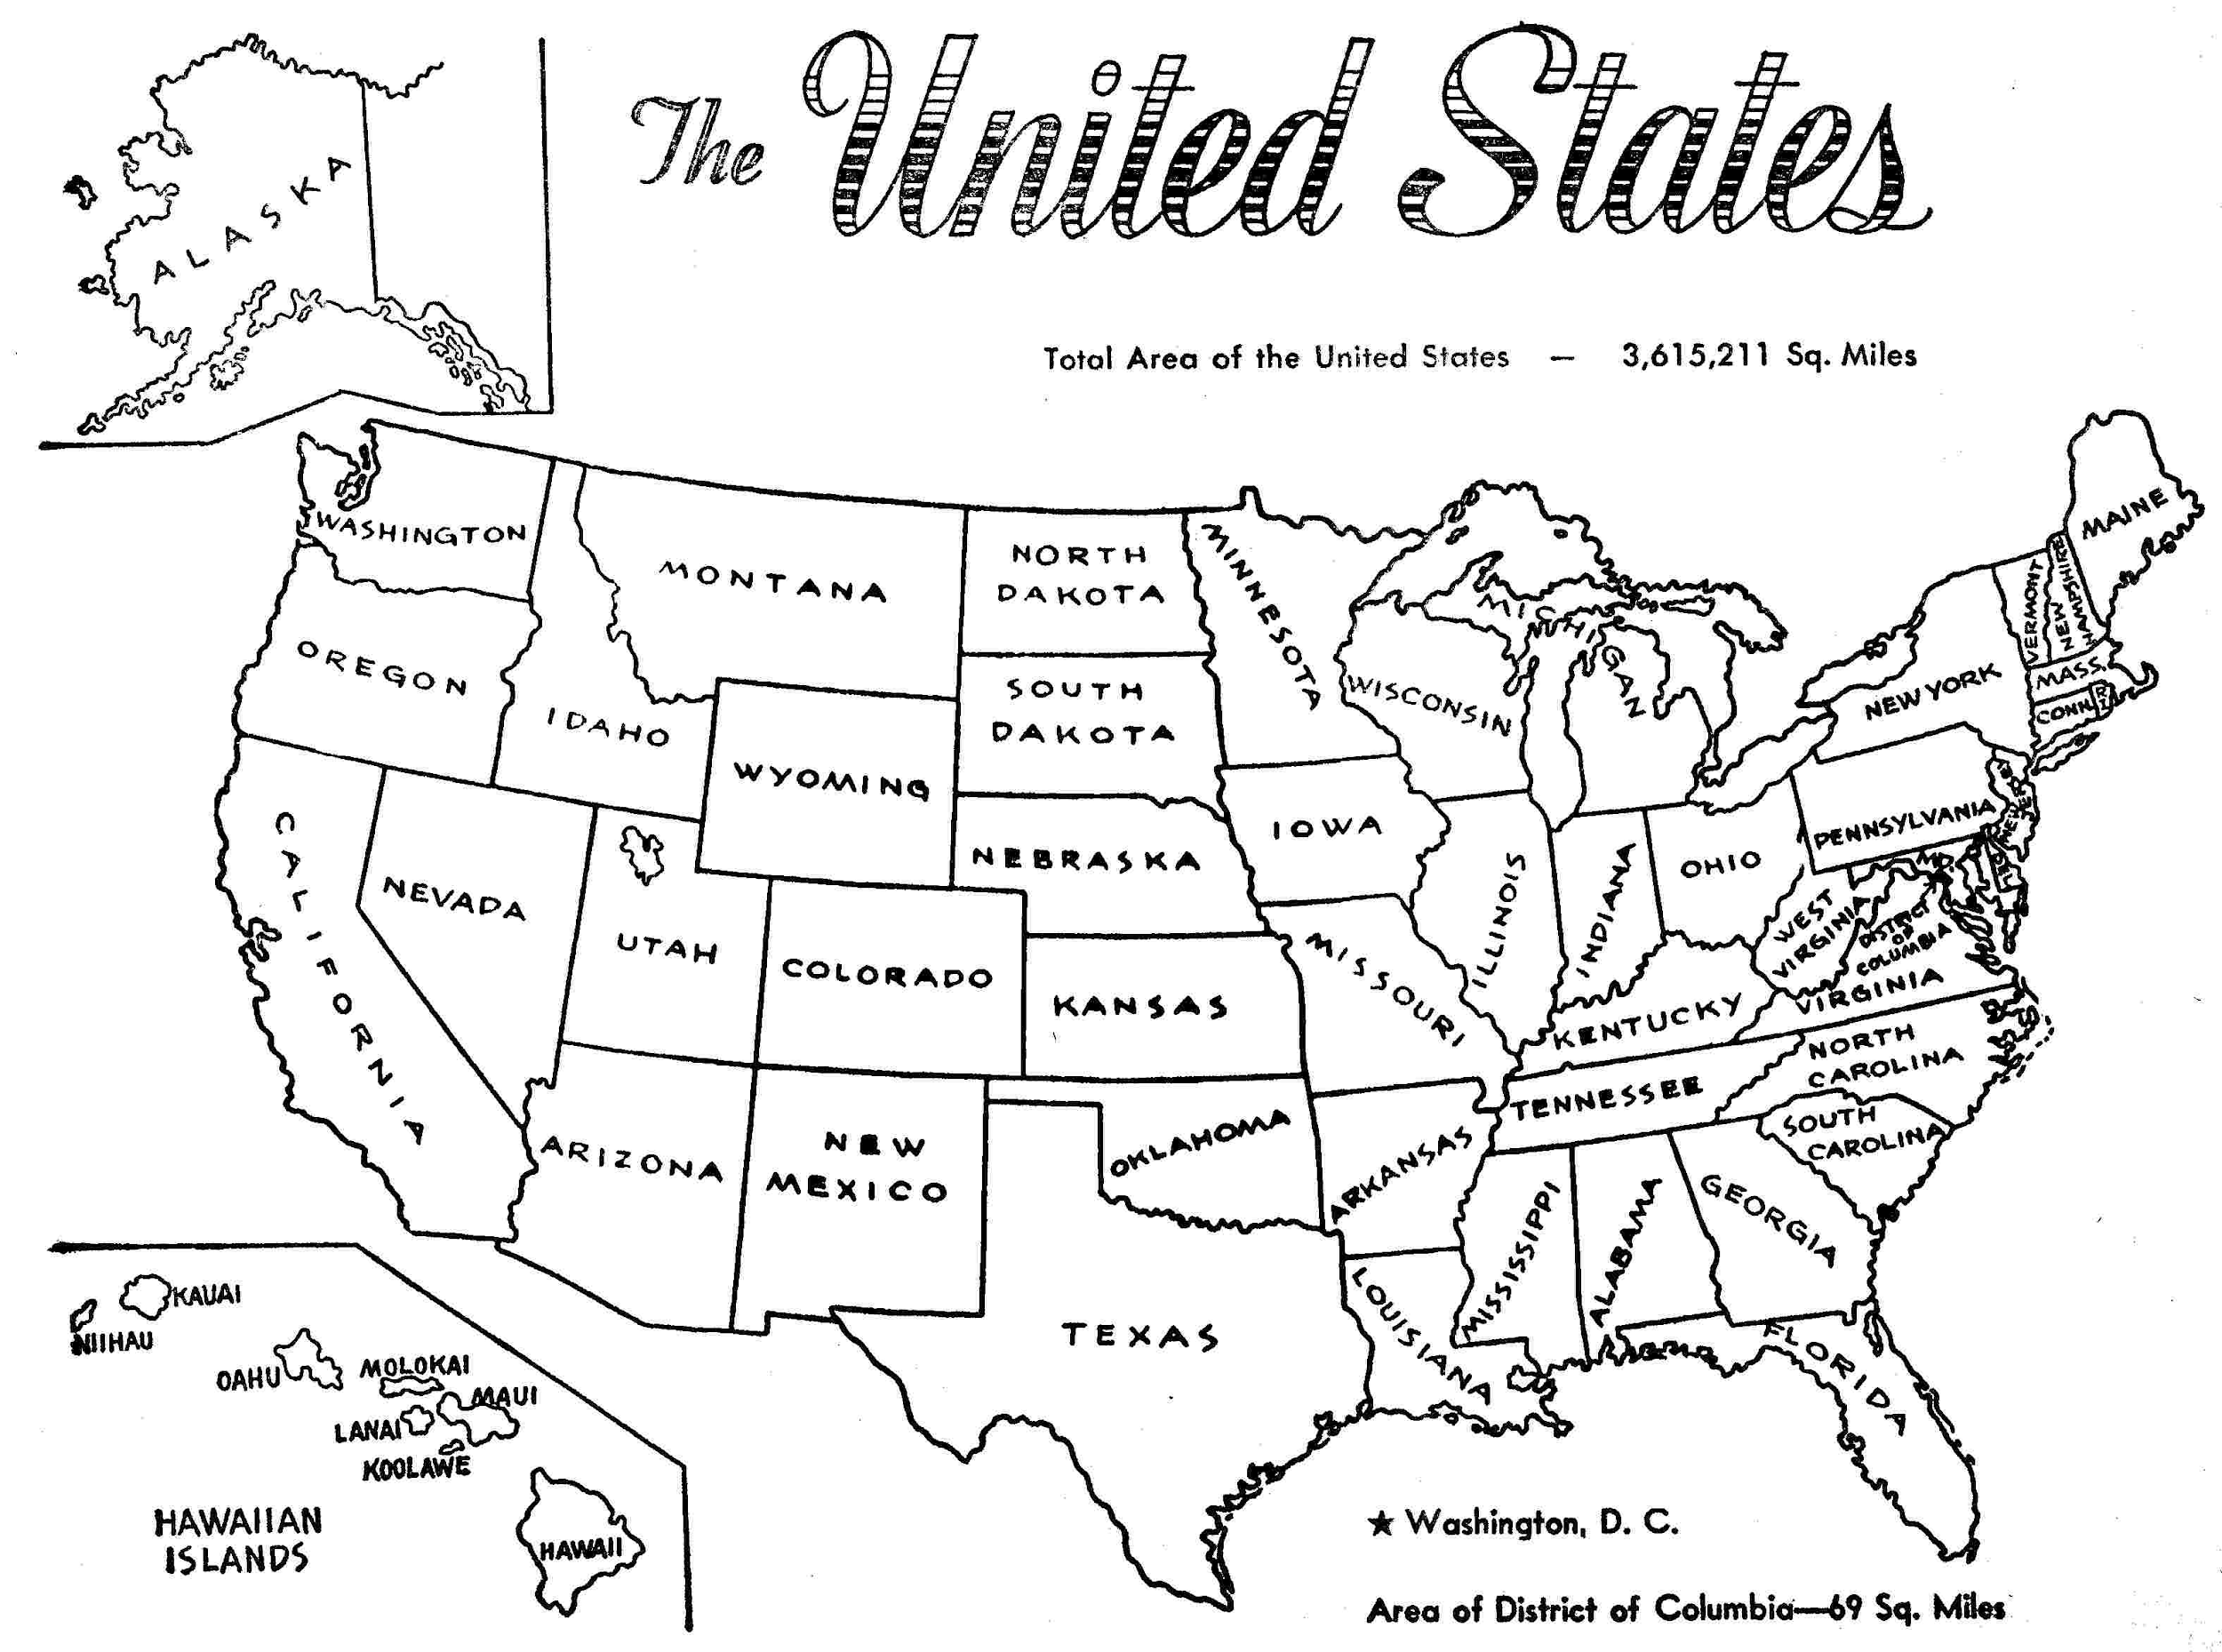 The United States
Total Area of the United States — 3,615,211 Sq. Miles
ALASKA
WASHINGTON
OREGON
CALIFORNIA
NEVADA
IDAHO
MONTANA
WYOMING
UTAH
COLORADO
ARIZONA
NEW
MEXICO
NORTH
DAKOTA
SOUTH
DAKOTA
NEBRASKA
KANSAS
OKLAHOMA
TEXAS
MINNESOTA
IOWA
MISSOURI
ARKANSAS
LOUISIANA
WISCONSIN
MICHIGAN
ILLINOIS
INDIANA
OHIO
KENTUCKY
TENNESSEE
MISSISSIPPI
ALABAMA
GEORGIA
FLORIDA
SOUTH
CAROLINA
NORTH
CAROLINA
VIRGINIA
WEST
VIRGINIA
DISTRICT
OF
COLUMBIA
MD.
DEL.
PENNSYLVANIA
NEW
JERSEY
NEW YORK
CONN.
R.I.
MASS.
VERMONT
NEW
HAMPSHIRE
MAINE
KAUAI
NIIHAU
OAHU
MOLOKAI
MAUI
LANAI
KOOLAWE
HAWAII
HAWAIIAN
ISLANDS
★ Washington, D. C.
Area of District of Columbia—69 Sq. Miles